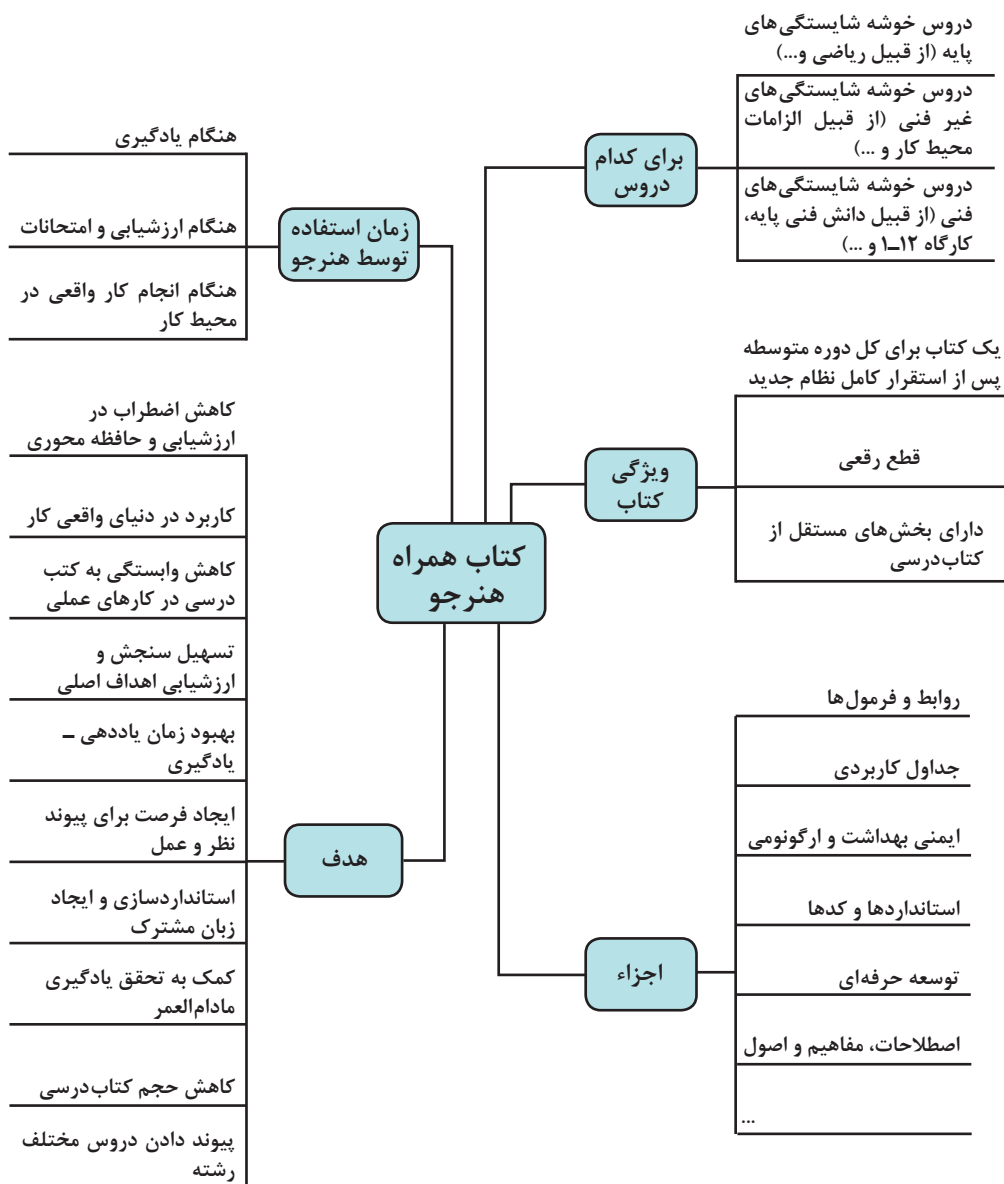 کتاب همراه
هنرجو
برای کدام
دروس
دروس خوشه شایستگی‌های
پایه (از قبیل ریاضی و...)
دروس خوشه شایستگی‌های
غیر فنی (از قبیل الزامات
محیط کار و ...)
دروس خوشه شایستگی‌های
فنی (از قبیل دانش فنی پایه،
کارگاه ۱۲ــ۱ و ...)
ویژگی
کتاب
یک کتاب برای کل دوره متوسطه
پس از استقرار کامل نظام جدید
قطع رقعی
دارای بخش‌های مستقل از
کتاب‌درسی
اجزاء
روابط و فرمول‌ها
جداول کاربردی
ایمنی بهداشت و ارگونومی
استانداردها و کدها
توسعه حرفه‌ای
اصطلاحات، مفاهیم و اصول
...
زمان استفاده
توسط هنرجو
هنگام یادگیری
هنگام ارزشیابی و امتحانات
هنگام انجام کار واقعی در
محیط کار
هدف
کاهش اضطراب در
ارزشیابی و حافظه محوری
کاربرد در دنیای واقعی کار
کاهش وابستگی به کتب
درسی در کارهای عملی
تسهیل سنجش و
ارزشیابی اهداف اصلی
بهبود زمان یاددهی ــ
یادگیری
ایجاد فرصت برای پیوند
نظر و عمل
استانداردسازی و ایجاد
زبان مشترک
کمک به تحقق یادگیری
مادام‌العمر
کاهش حجم کتاب‌درسی
پیوند دادن دروس مختلف
رشته